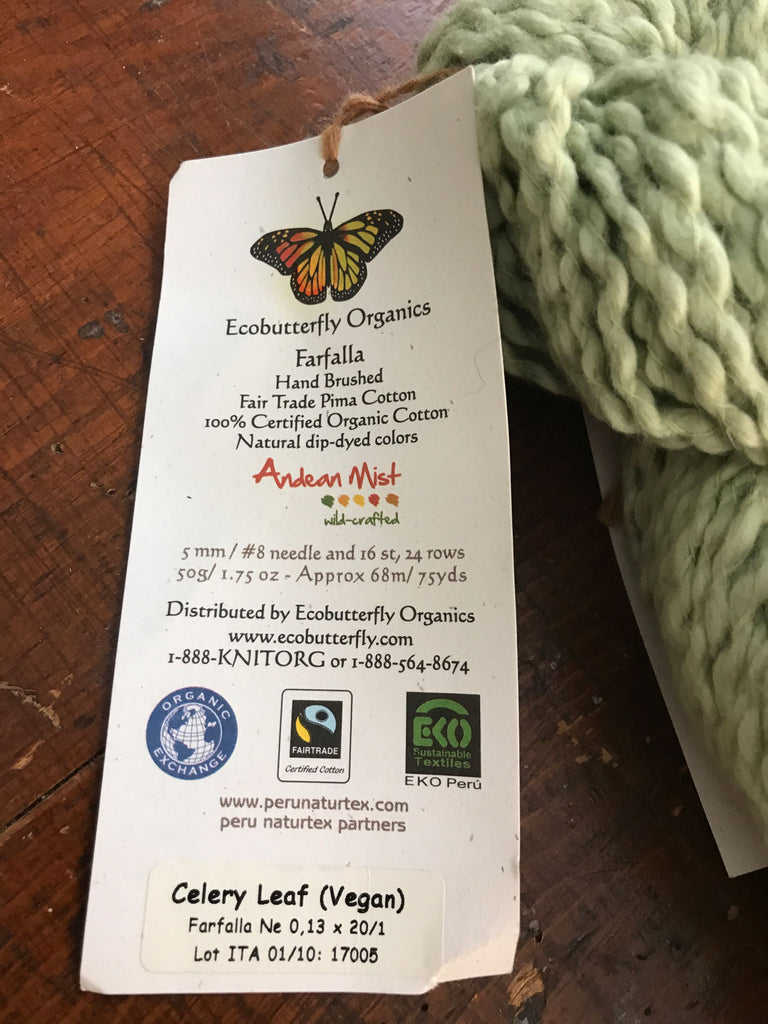 Ecobutterfly Organics
Farfalla
Hand Brushed
Fair Trade Pima Cotton
100% Certified Organic Cotton
Natural dip-dyed colors
Andean Mist
wild-crafted
5 mm / #8 needle and 16 st, 24 rows
50g/ 1.75 oz - Approx 68m/ 75yds
Distributed by Ecobutterfly Organics
www.ecobutterfly.com
1-888-KNITORG or 1-888-564-8674
ORGANIC EXCHANGE
FAIRTRADE
Certified Cotton
EKO
Sustainable
Textiles
EKO Perú
www.perunaturtex.com
peru naturtex partners
Celery Leaf (Vegan)
Farfalla Ne 0,13 x 20/1
Lot ITA 01/10: 17005